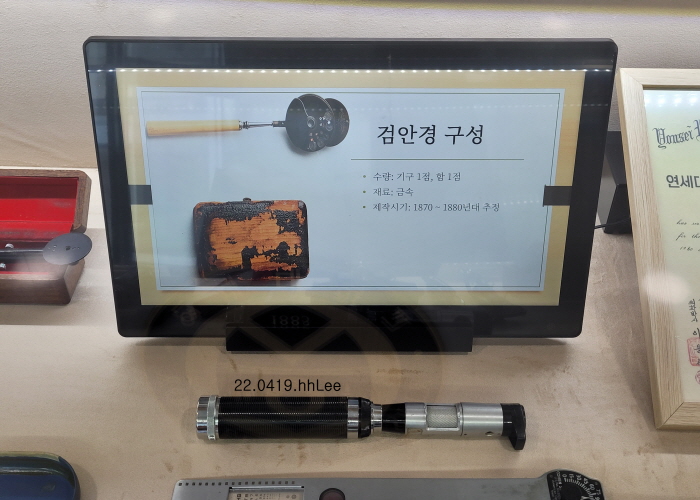 검안경 구성
수량: 기구 1점, 함 1점
재료: 금속
제작시기: 1870 ~ 1880년대 추정
Yonsei
연세대
22.0419.hhLee